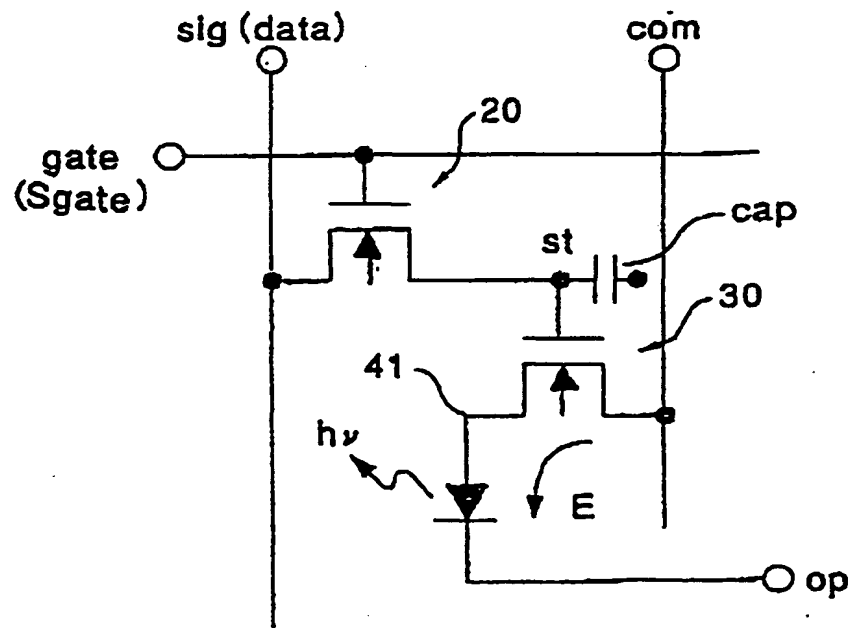 sig (data)
com
20
gate
(Sgate)
cap
st
30
41
hν
E
op